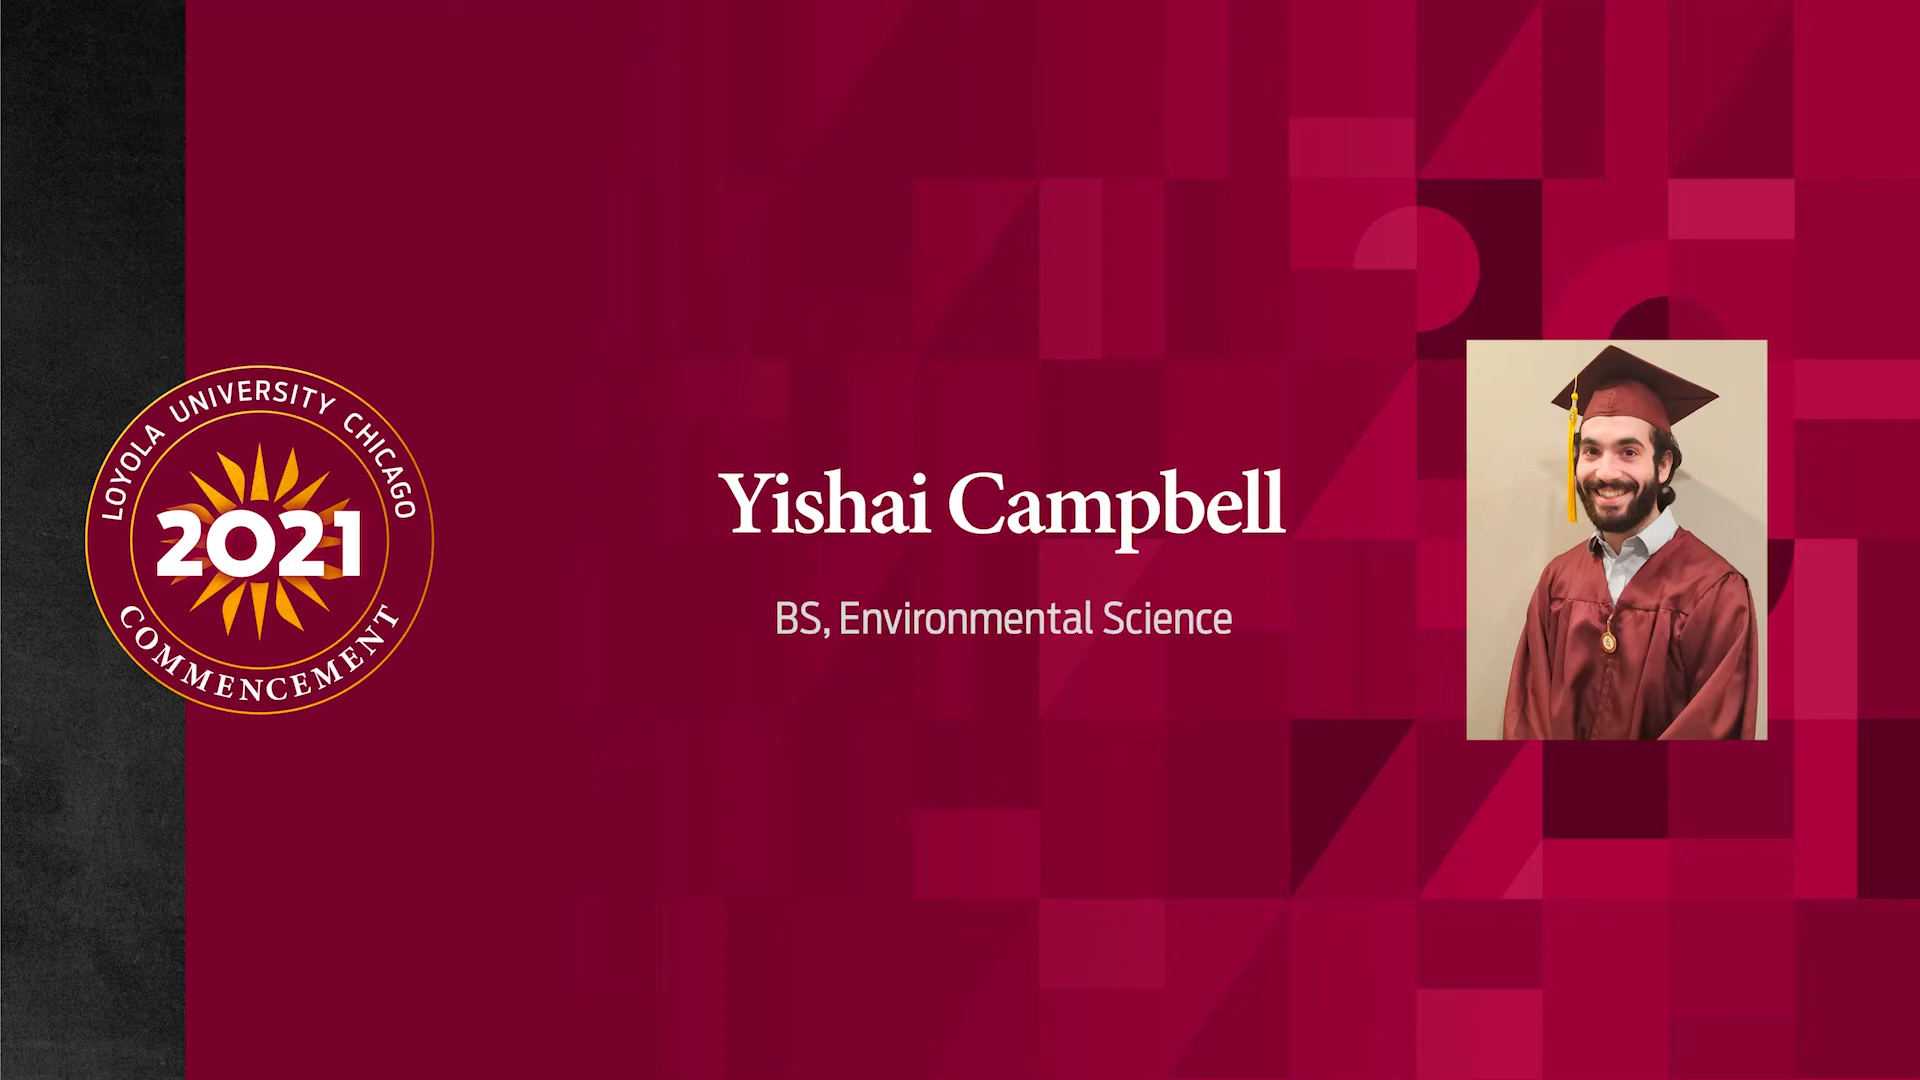 LOYOLA UNIVERSITY CHICAGO
2021
COMMENCEMENT
Yishai Campbell
BS, Environmental Science